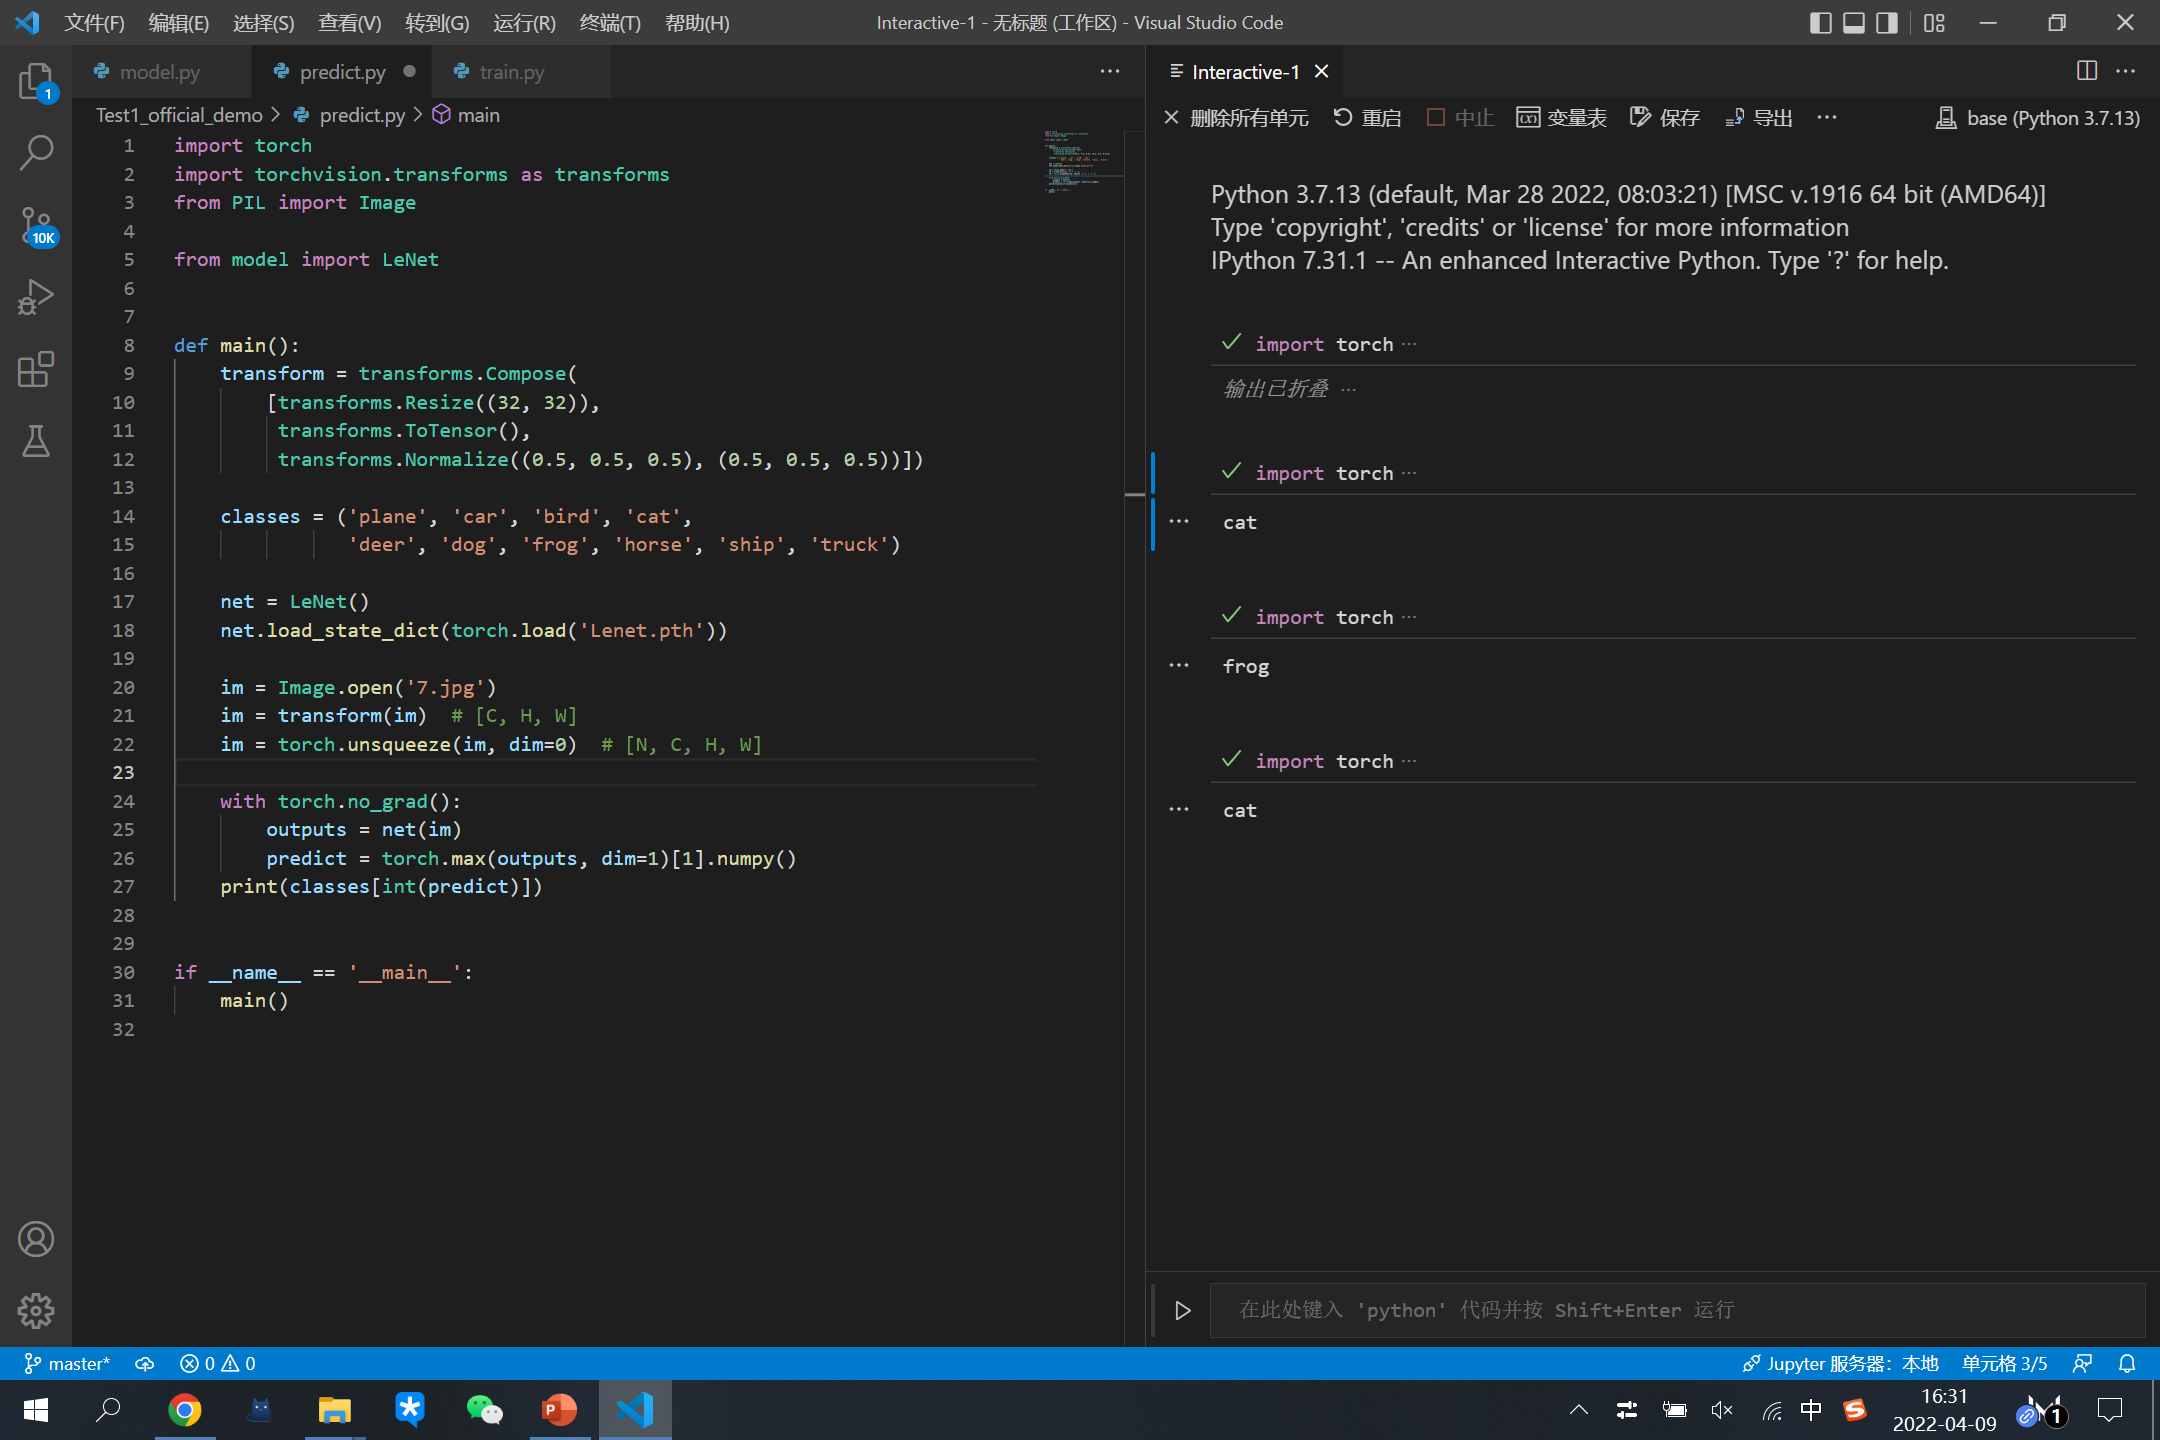 文件(F) 编辑(E) 选择(S) 查看(V) 转到(G) 运行(R) 终端(T) 帮助(H)
Interactive-1 - 无标题 (工作区) - Visual Studio Code
model.py
predict.py
train.py
Test1_official_demo > predict.py > main
1 import torch
2 import torchvision.transforms as transforms
3 from PIL import Image
4
5 from model import LeNet
6
7
8 def main():
9     transform = transforms.Compose(
10         [transforms.Resize((32, 32)),
11          transforms.ToTensor(),
12          transforms.Normalize((0.5, 0.5, 0.5), (0.5, 0.5, 0.5))])
13
14     classes = ('plane', 'car', 'bird', 'cat',
15                'deer', 'dog', 'frog', 'horse', 'ship', 'truck')
16
17     net = LeNet()
18     net.load_state_dict(torch.load('Lenet.pth'))
19
20     im = Image.open('7.jpg')
21     im = transform(im)  # [C, H, W]
22     im = torch.unsqueeze(im, dim=0)  # [N, C, H, W]
23
24     with torch.no_grad():
25         outputs = net(im)
26         predict = torch.max(outputs, dim=1)[1].numpy()
27     print(classes[int(predict)])
28
29
30 if __name__ == '__main__':
31     main()
32
1
10K
Interactive-1
删除所有单元 重启 中止 变量表 保存 导出 ··· base (Python 3.7.13)
Python 3.7.13 (default, Mar 28 2022, 08:03:21) [MSC v.1916 64 bit (AMD64)]
Type 'copyright', 'credits' or 'license' for more information
IPython 7.31.1 -- An enhanced Interactive Python. Type '?' for help.
import torch ···
输出已折叠 ···
import torch ···
cat
import torch ···
frog
import torch ···
cat
在此处键入 'python' 代码并按 Shift+Enter 运行
master* 0 0
Jupyter 服务器: 本地 单元格 3/5
P
中
S
16:31
2022-04-09
1